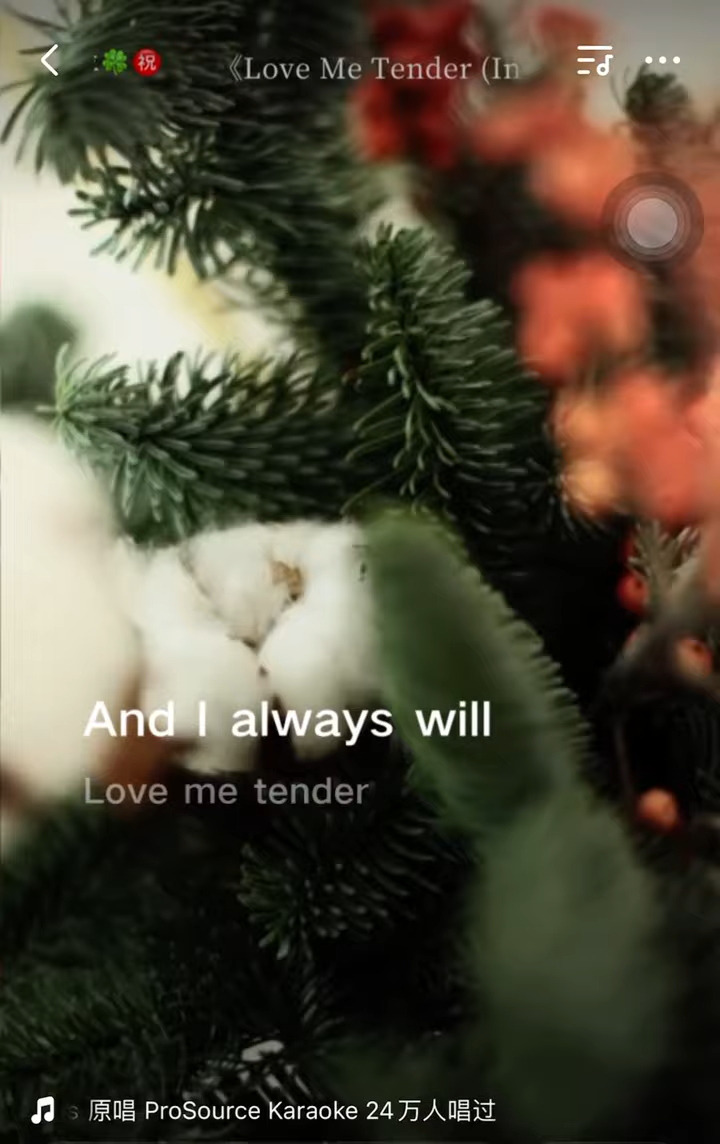 🍀㊗️ 《Love Me Tender (In
And I always will
Love me tender
s 原唱 ProSource Karaoke 24万人唱过